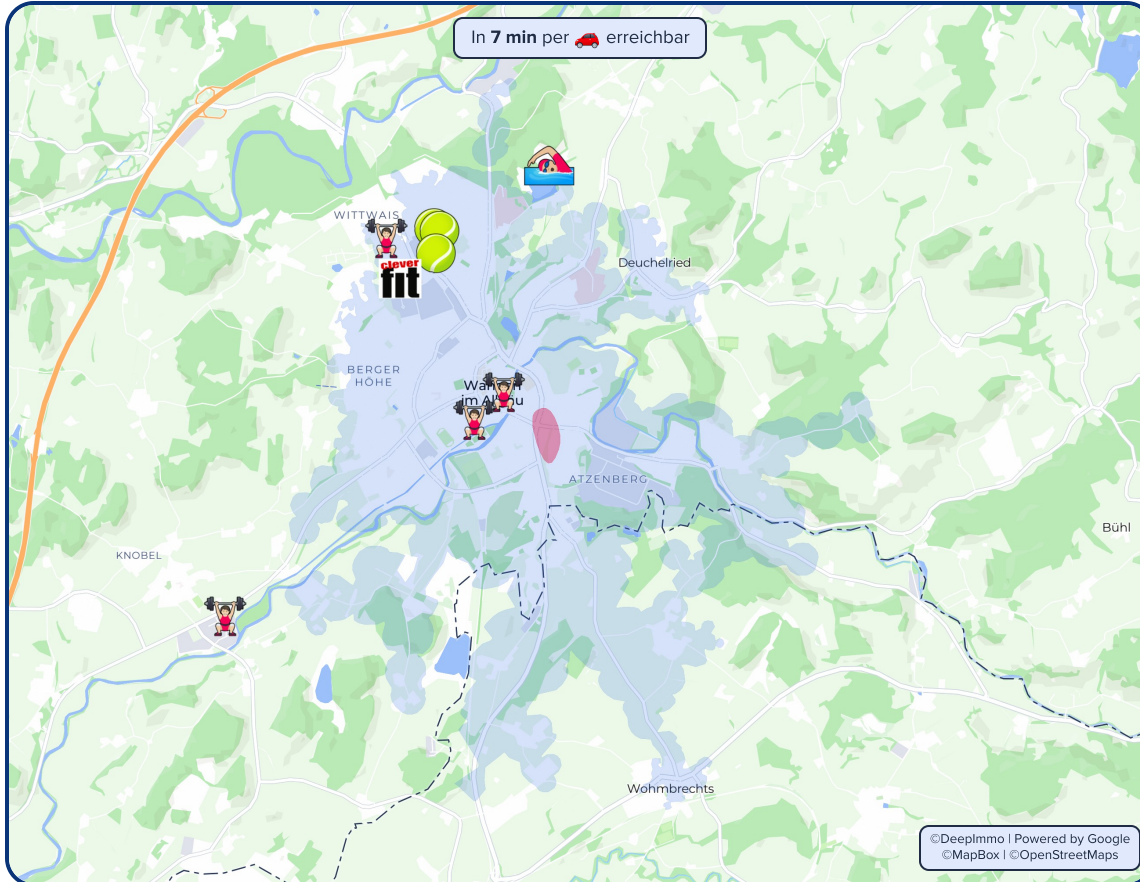 In 7 min per erreichbar
WITTWAIS
clever
fit
Deuchelried
BERGER
HÖHE
im
ATZENBERG
Bühl
KNOBEL
Wohmbrechts
©DeepImmo | Powered by Google
©MapBox | ©OpenStreetMaps